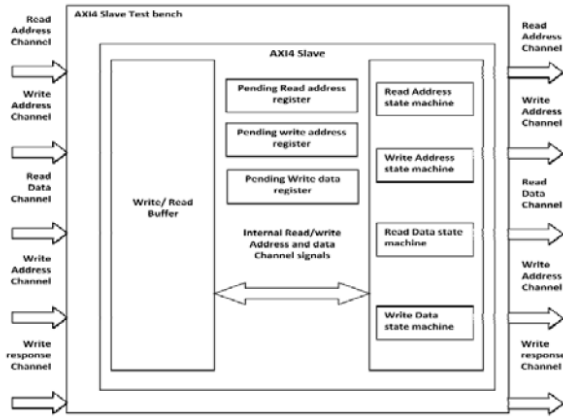 AXI4 Slave Test bench
AXI4 Slave
Read
Address
Channel
Write
Address
Channel
Read
Data
Channel
Write
Address
Channel
Write
response
Channel
Write/ Read
Buffer
Pending Read address
register
Pending write address
register
Pending Write data
register
Internal Read/write
Address and data
Channel signals
Read Address
state machine
Write Address
state machine
Read Data state
machine
Write Data
state machine
Read
Address
Channel
Write
Address
Channel
Read
Data
Channel
Write
Address
Channel
Write
response
Channel